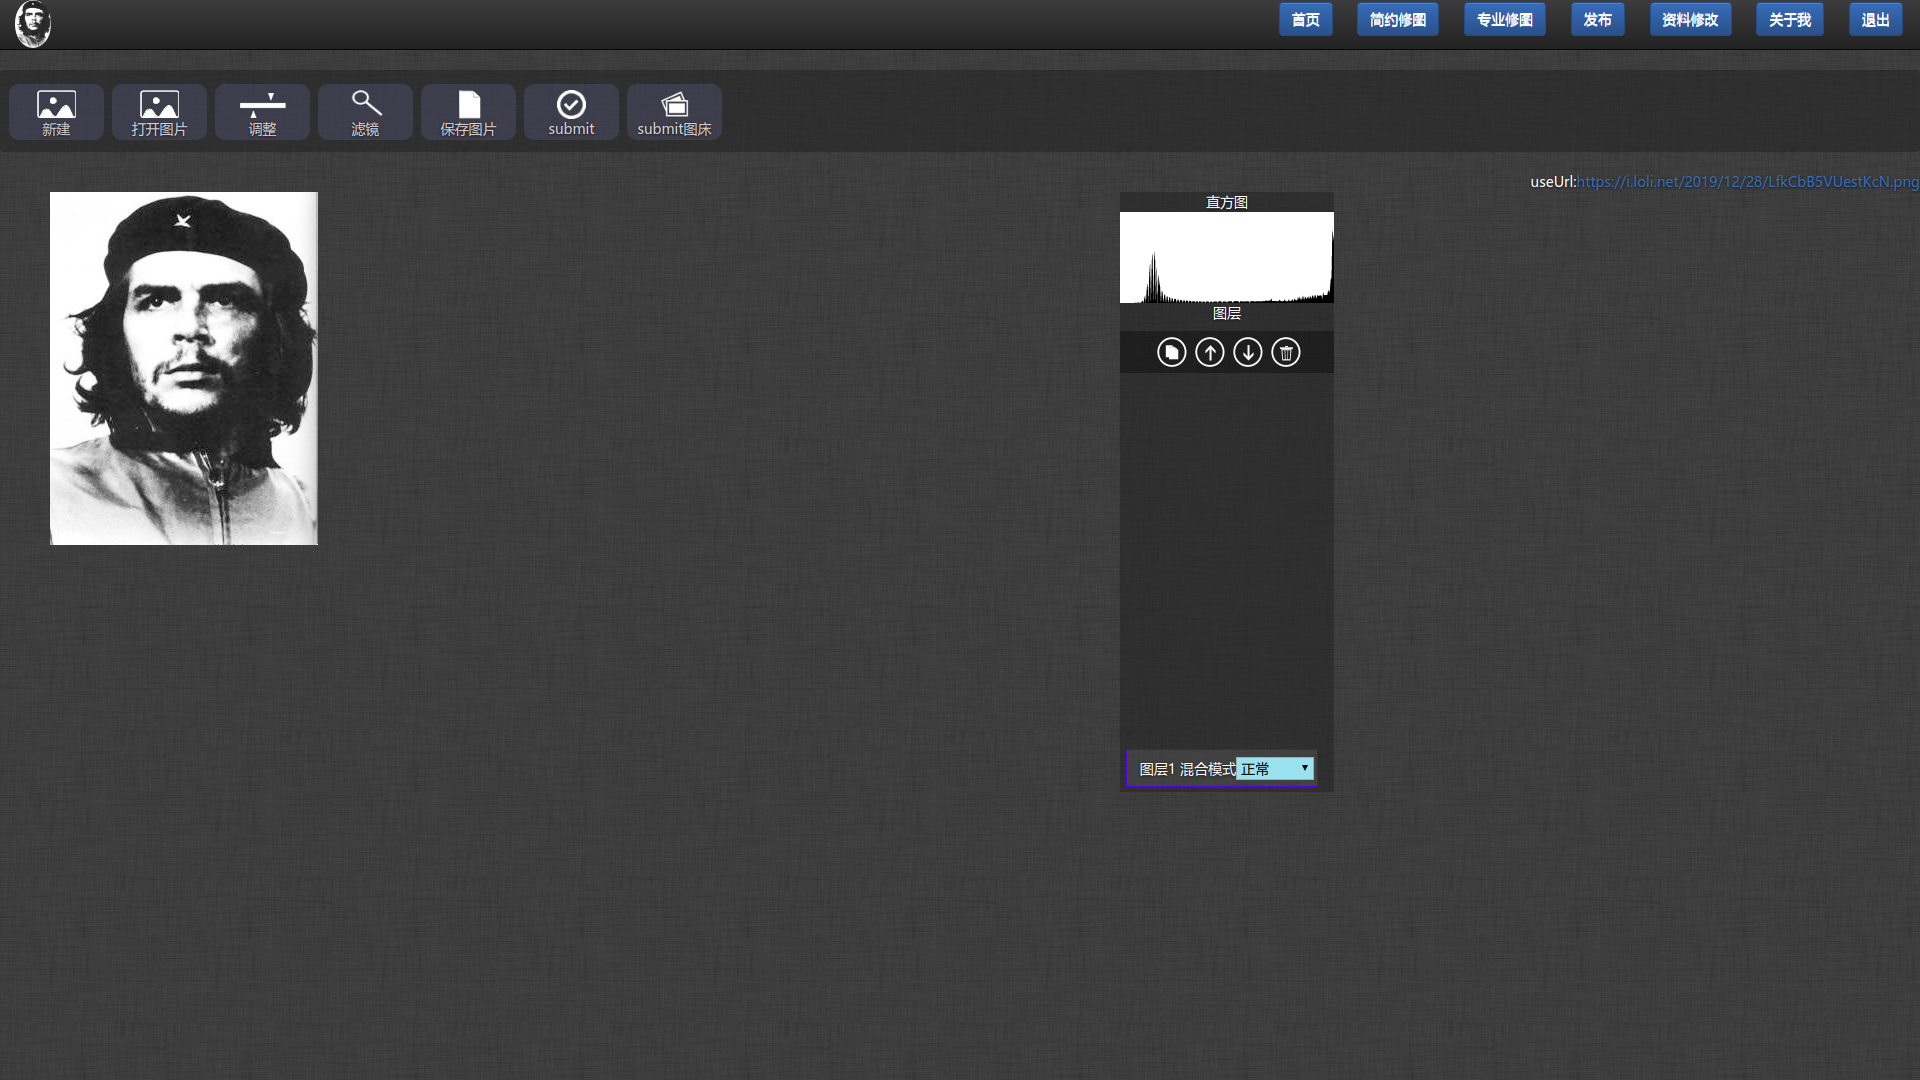 首页 简约修图 专业修图 发布 资料修改 关于我 退出
新建 打开图片 调整 滤镜 保存图片 submit submit图床
useUrl:https://i.loli.net/2019/12/28/LfkCbB5VUestKcN.png
直方图
图层
图层1 混合模式 正常